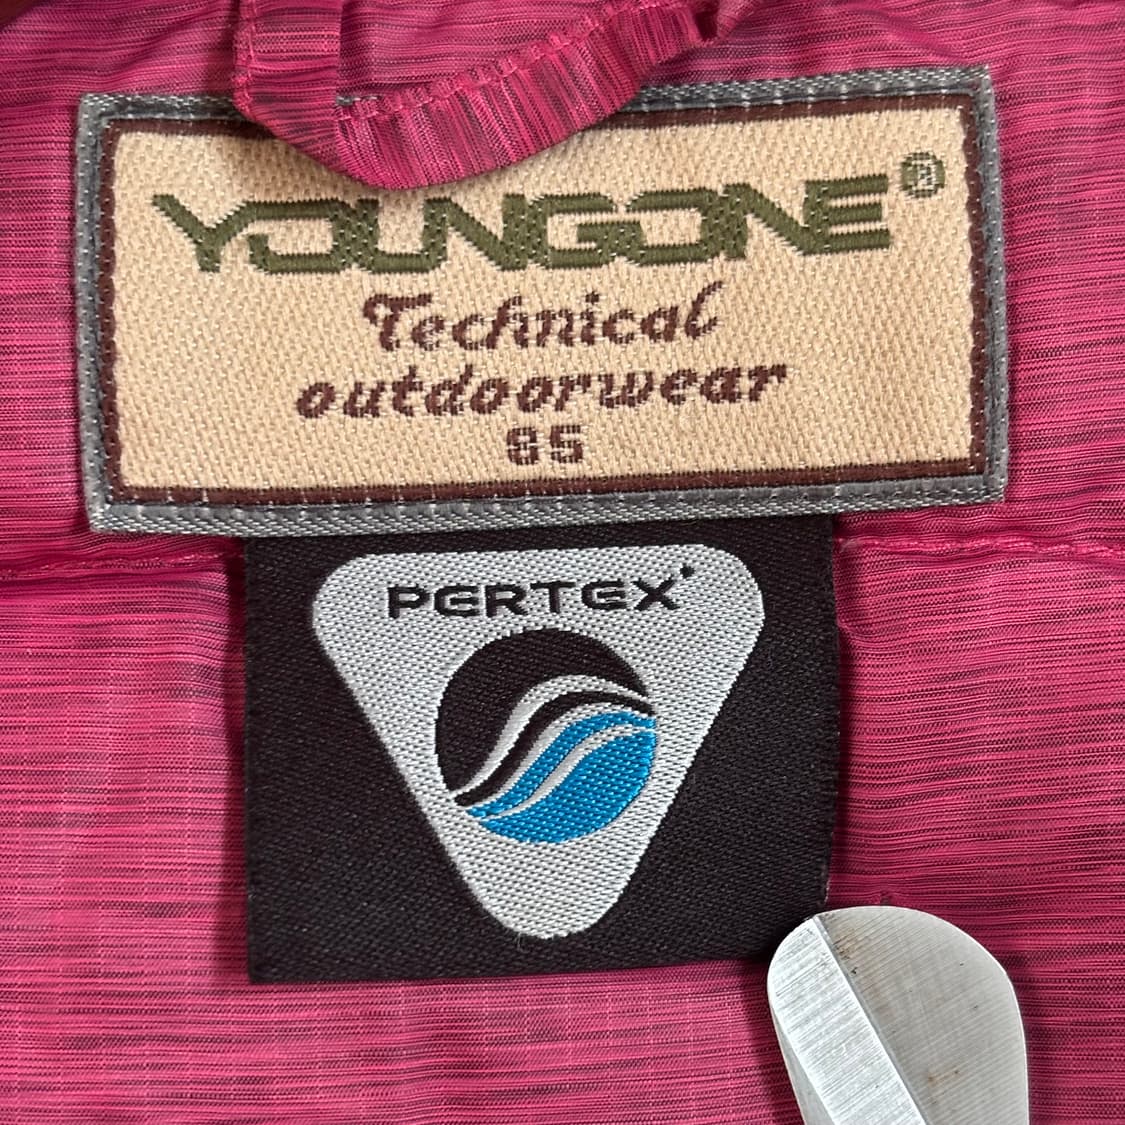 YOUNGONE®
Technical
outdoorwear
85
PERTEX